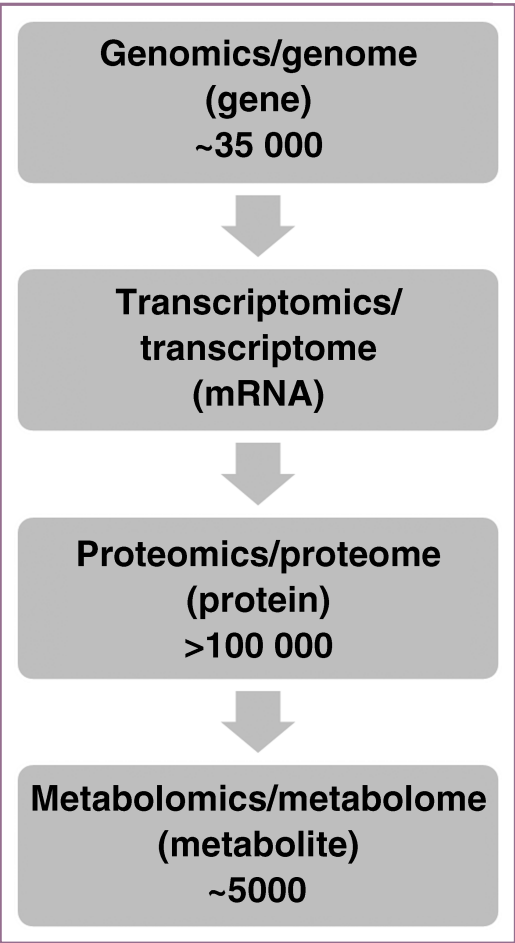 Genomics/genome
(gene)
~35 000
Transcriptomics/
transcriptome
(mRNA)
Proteomics/proteome
(protein)
>100 000
Metabolomics/metabolome
(metabolite)
~5000